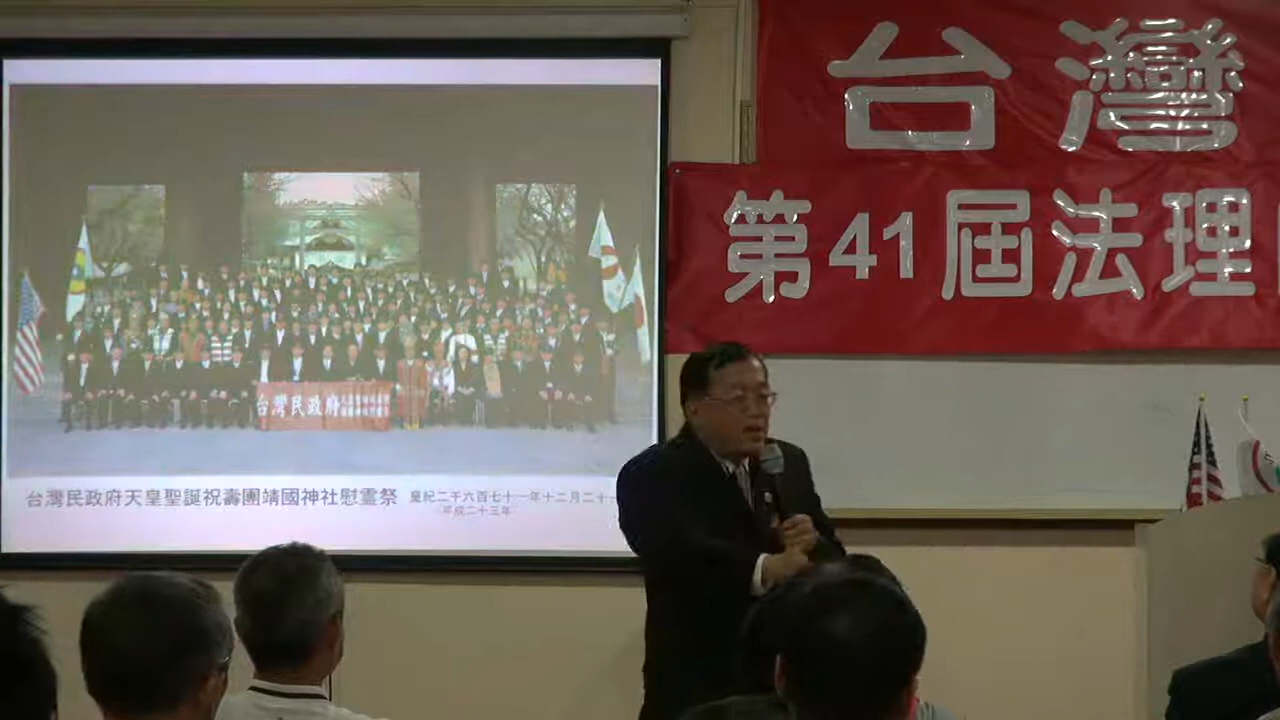 台灣
第41屆法理
台灣民政府
台灣民政府天皇聖誕祝壽團靖國神社慰霊祭
皇紀二千六百七十一年十二月二十
平成二十三年